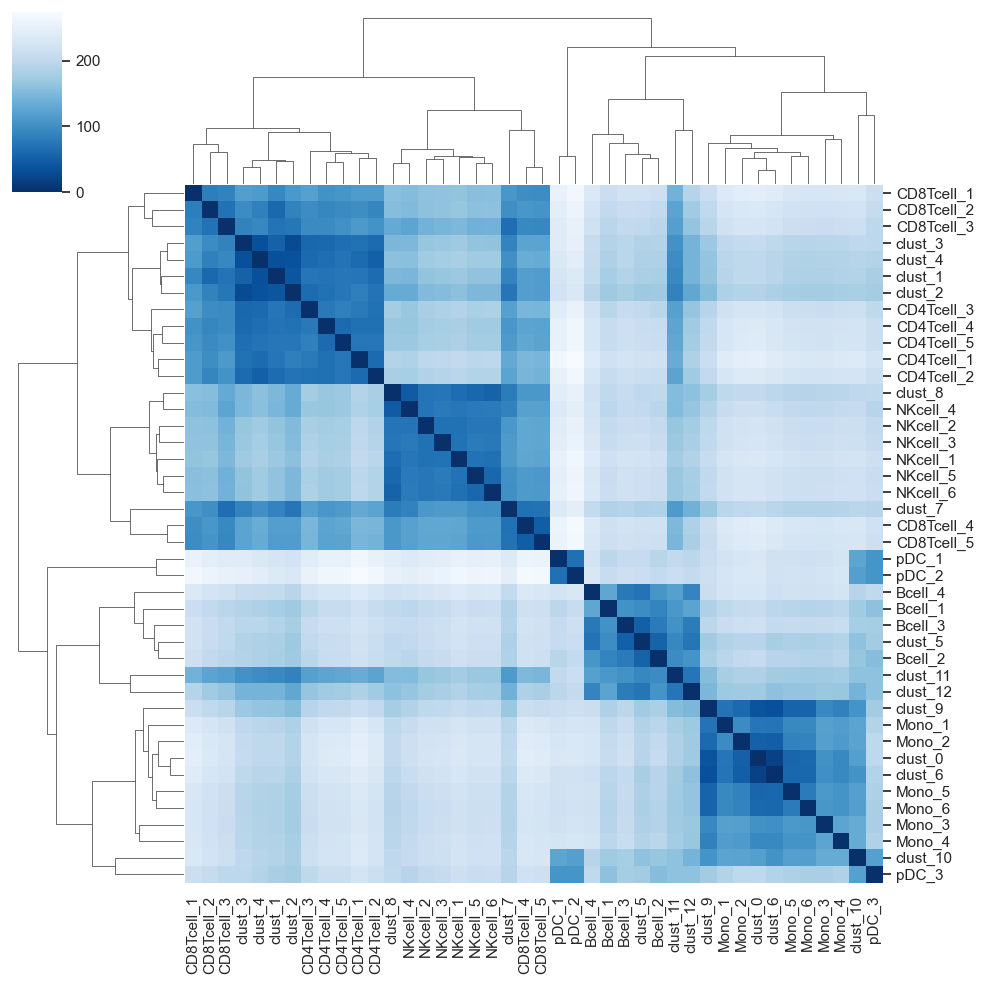 200
100
0
CD8Tcell_1
CD8Tcell_2
CD8Tcell_3
clust_3
clust_4
clust_1
clust_2
CD4Tcell_3
CD4Tcell_4
CD4Tcell_5
CD4Tcell_1
CD4Tcell_2
clust_8
NKcell_4
NKcell_2
NKcell_3
NKcell_1
NKcell_5
NKcell_6
clust_7
CD8Tcell_4
CD8Tcell_5
pDC_1
pDC_2
Bcell_4
Bcell_1
Bcell_3
clust_5
Bcell_2
clust_11
clust_12
clust_9
Mono_1
Mono_2
clust_0
clust_6
Mono_5
Mono_6
Mono_3
Mono_4
clust_10
pDC_3
CD8Tcell_1
CD8Tcell_2
CD8Tcell_3
clust_3
clust_4
clust_1
clust_2
CD4Tcell_3
CD4Tcell_4
CD4Tcell_5
CD4Tcell_1
CD4Tcell_2
clust_8
NKcell_4
NKcell_2
NKcell_3
NKcell_1
NKcell_5
NKcell_6
clust_7
CD8Tcell_4
CD8Tcell_5
pDC_1
pDC_2
Bcell_4
Bcell_1
Bcell_3
clust_5
Bcell_2
clust_11
clust_12
clust_9
Mono_1
Mono_2
clust_0
clust_6
Mono_5
Mono_6
Mono_3
Mono_4
clust_10
pDC_3